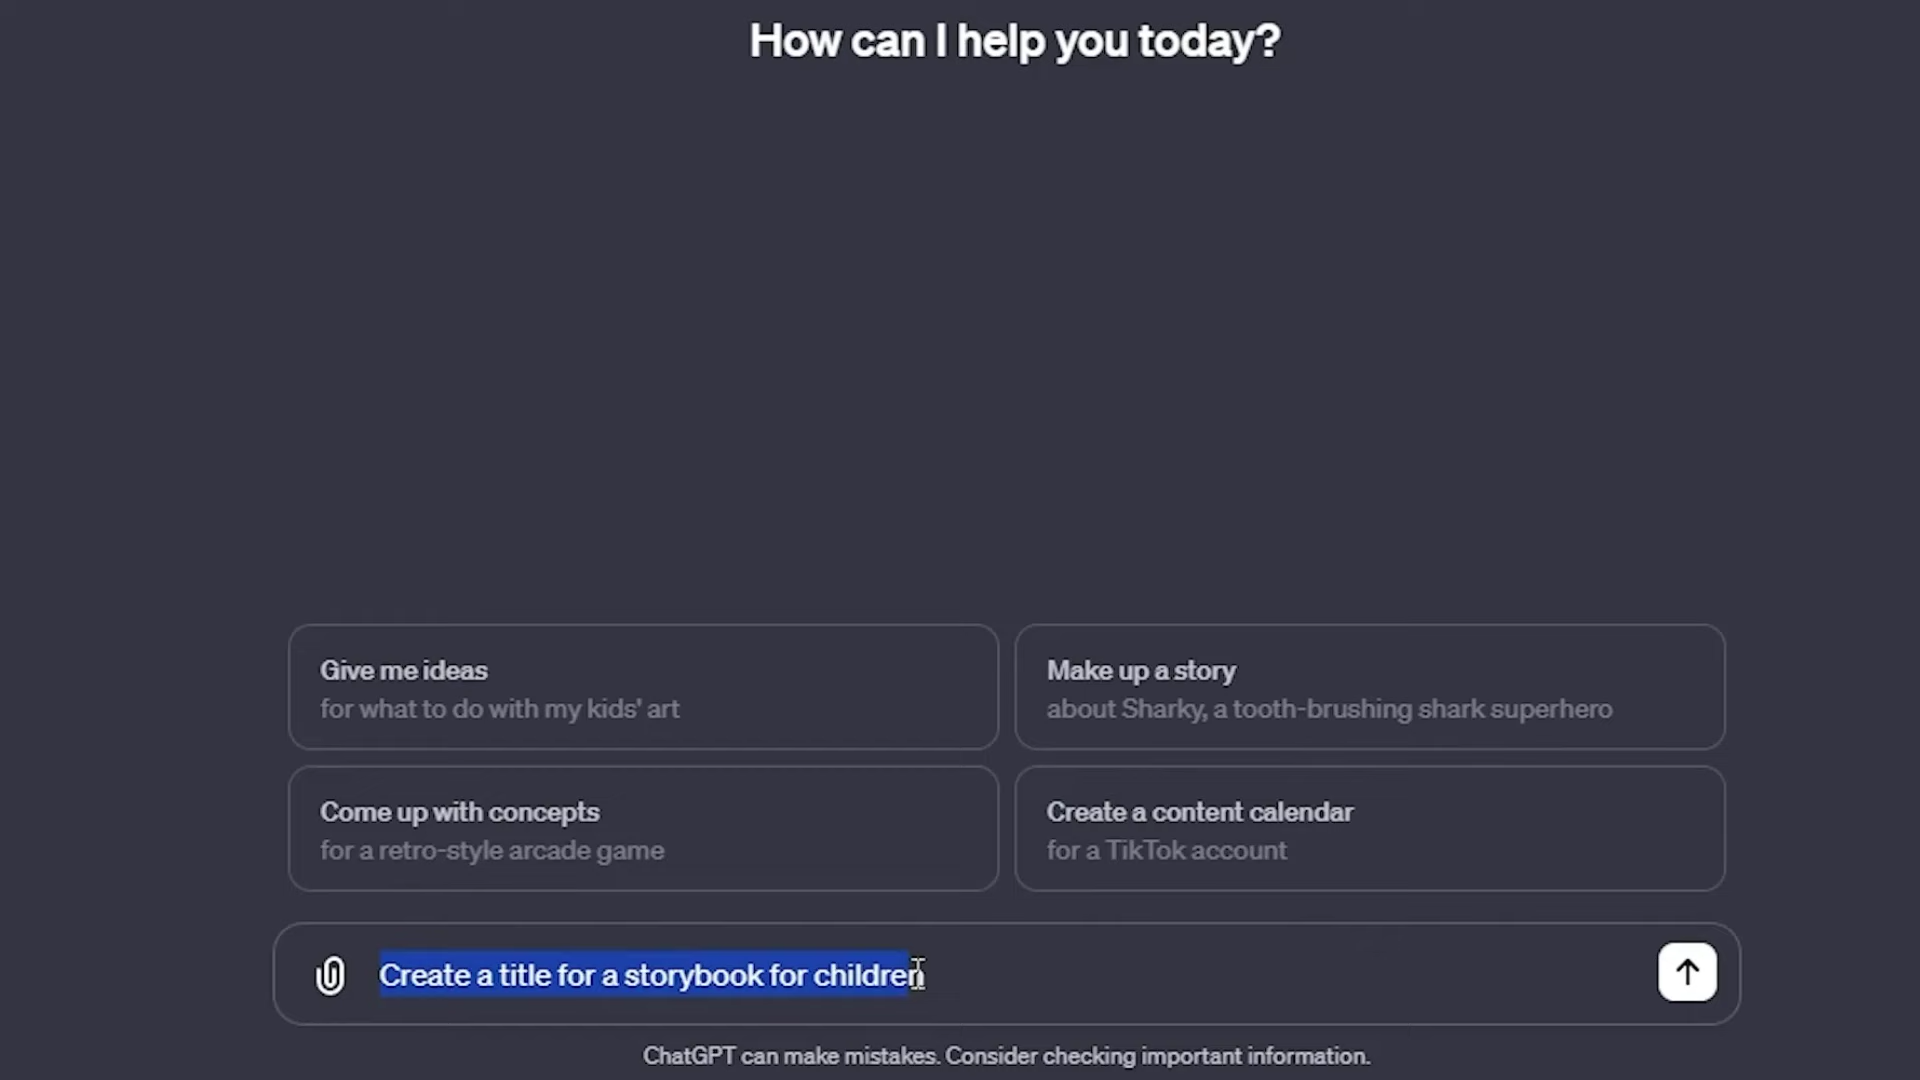 How can I help you today?
Give me ideas
for what to do with my kids' art
Make up a story
about Sharky, a tooth-brushing shark superhero
Come up with concepts
for a retro-style arcade game
Create a content calendar
for a TikTok account
Create a title for a storybook for children
ChatGPT can make mistakes. Consider checking important information.